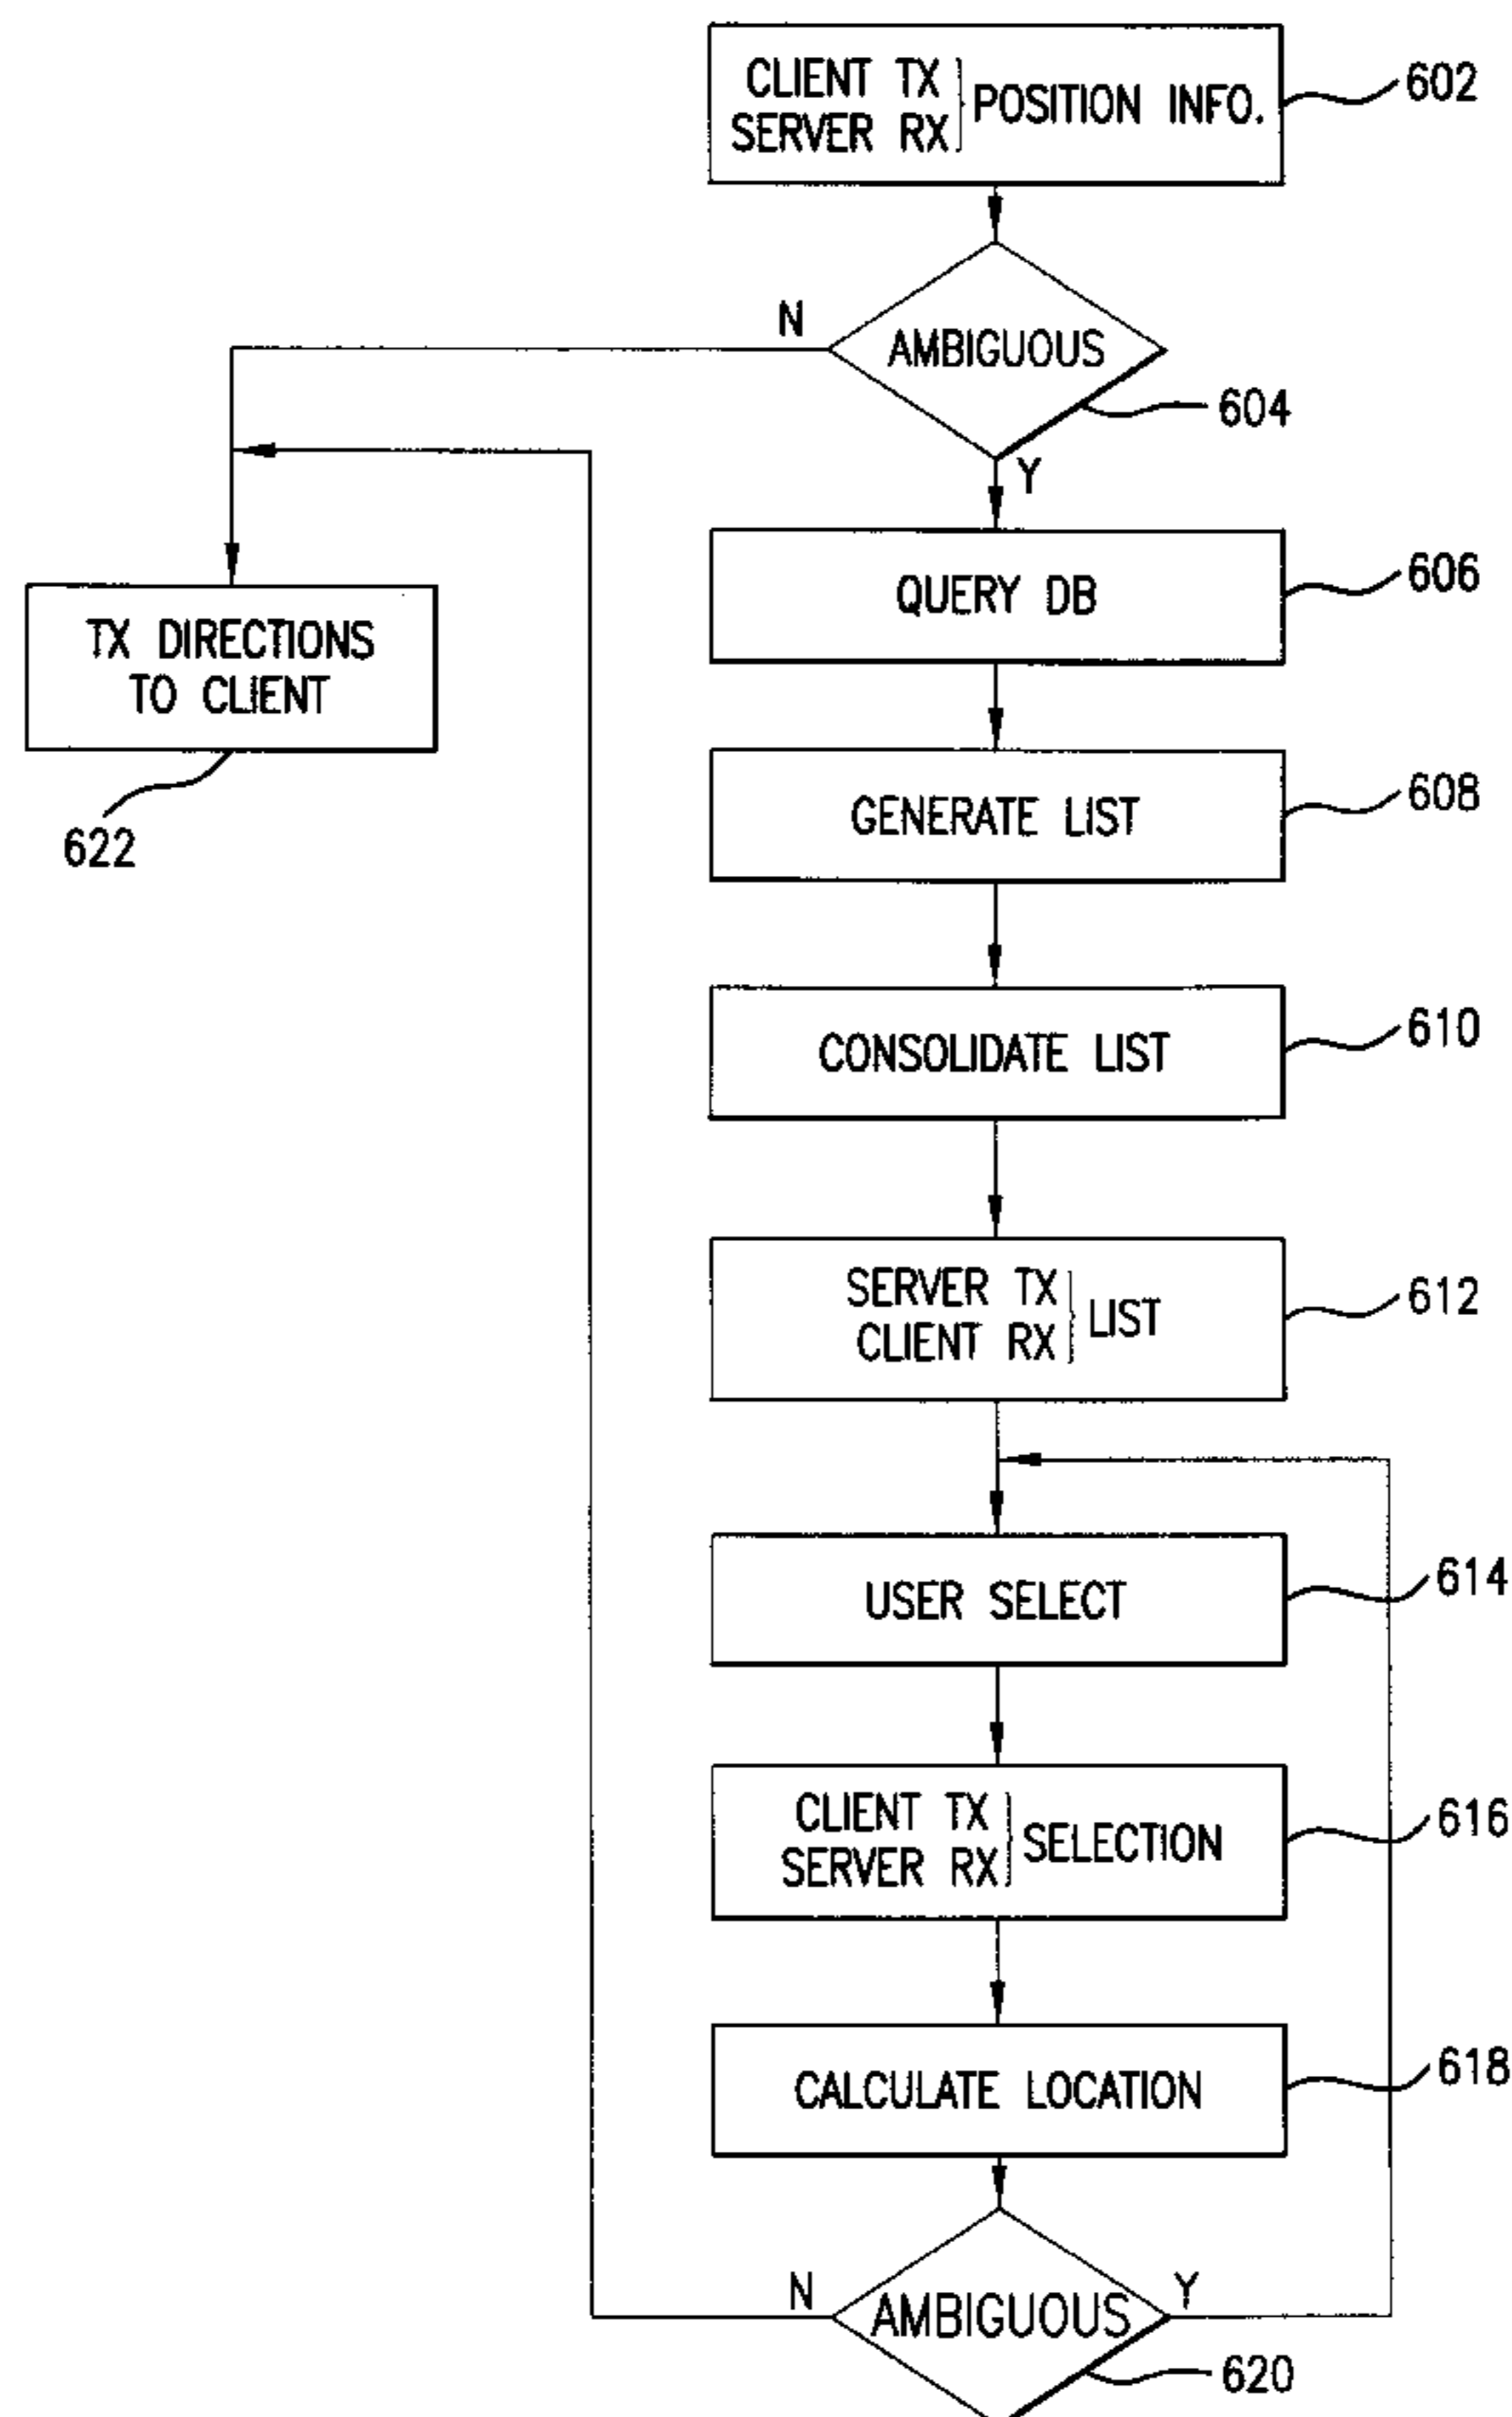 CLIENT TX
SERVER RX
POSITION INFO.
602
N
AMBIGUOUS
604
Y
QUERY DB
606
TX DIRECTIONS
TO CLIENT
622
GENERATE LIST
608
CONSOLIDATE LIST
610
SERVER TX
CLIENT RX
LIST
612
USER SELECT
614
CLIENT TX
SERVER RX
SELECTION
616
CALCULATE LOCATION
618
N
AMBIGUOUS
Y
620